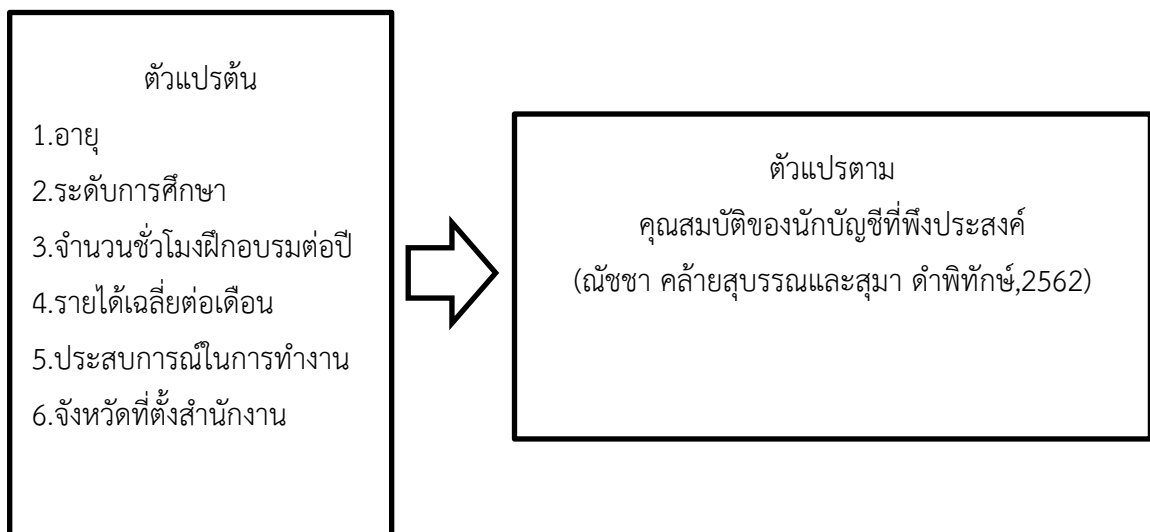 ตัวแปรต้น
1.อายุ
2.ระดับการศึกษา
3.จำนวนชั่วโมงฝึกอบรมต่อปี
4.รายได้เฉลี่ยต่อเดือน
5.ประสบการณ์ในการทำงาน
6.จังหวัดที่ตั้งสำนักงาน
ตัวแปรตาม
คุณสมบัติของนักบัญชีที่พึงประสงค์
(ณัชชา คล้ายสุบรรณและสุมา ดำพิทักษ์,2562)